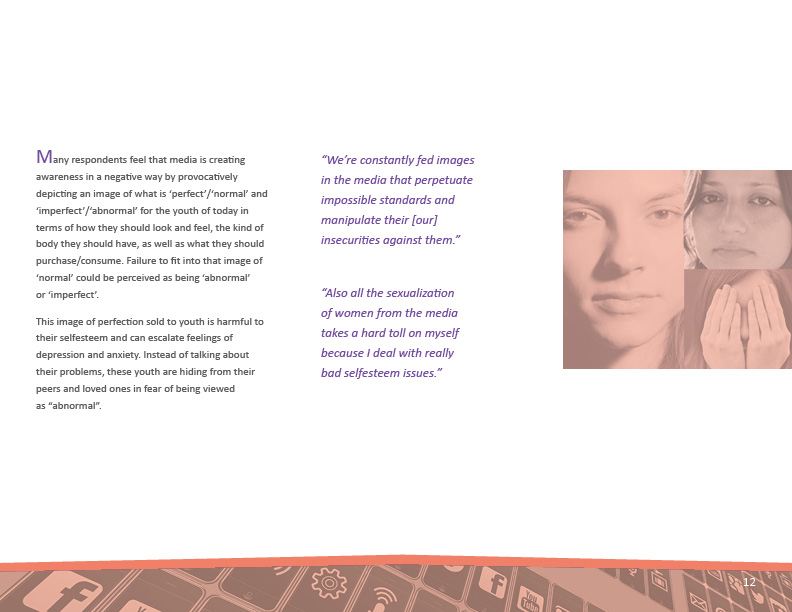 Many respondents feel that media is creating
awareness in a negative way by provocatively
depicting an image of what is ‘perfect’/‘normal’ and
‘imperfect’/‘abnormal’ for the youth of today in
terms of how they should look and feel, the kind of
body they should have, as well as what they should
purchase/consume. Failure to fit into that image of
‘normal’ could be perceived as being ‘abnormal’
or ‘imperfect’.
This image of perfection sold to youth is harmful to
their selfesteem and can escalate feelings of
depression and anxiety. Instead of talking about
their problems, these youth are hiding from their
peers and loved ones in fear of being viewed
as “abnormal”.
“We’re constantly fed images
in the media that perpetuate
impossible standards and
manipulate their [our]
insecurities against them.”
“Also all the sexualization
of women from the media
takes a hard toll on myself
because I deal with really
bad selfesteem issues.”
f
f
You
Tube
12